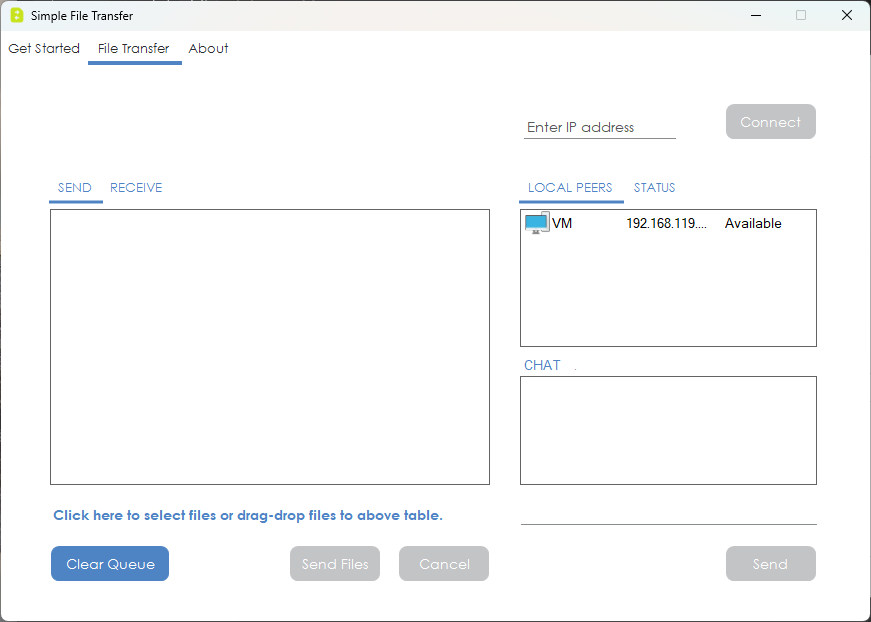 Simple File Transfer
Get Started File Transfer About
Enter IP address
Connect
SEND RECEIVE
LOCAL PEERS STATUS
VM 192.168.119.... Available
CHAT .
Click here to select files or drag-drop files to above table.
Clear Queue Send Files Cancel Send